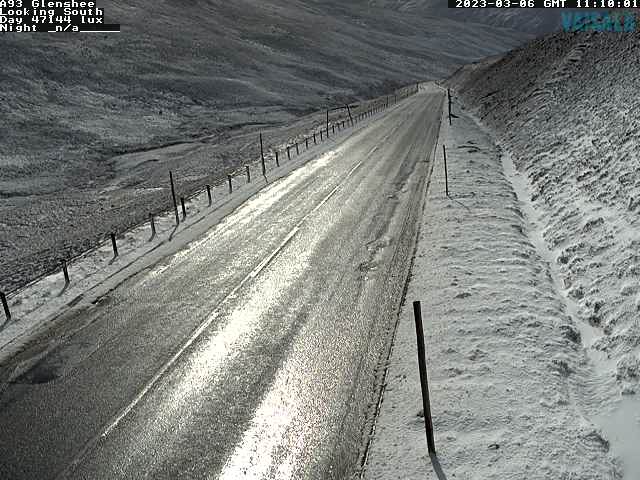 A93 Glenshee
Looking South
Day 47144 lux
Night _n/a_____
2023-03-06 GMT 11:10:01
VAISALA